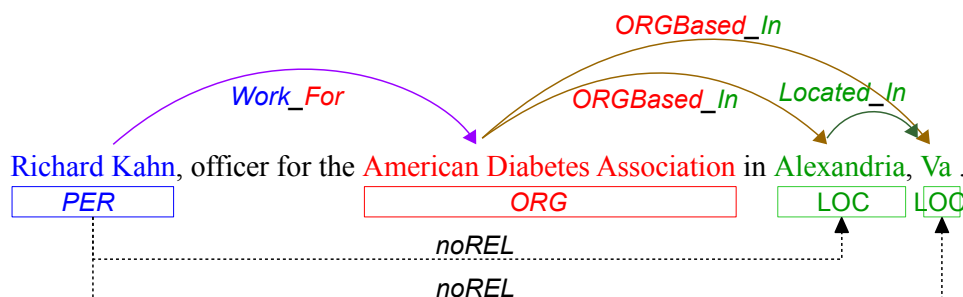 ORGBased_In
Work_For
ORGBased_In
Located_In
Richard Kahn, officer for the American Diabetes Association in Alexandria, Va .
PER
ORG
LOC
LOC
noREL
noREL